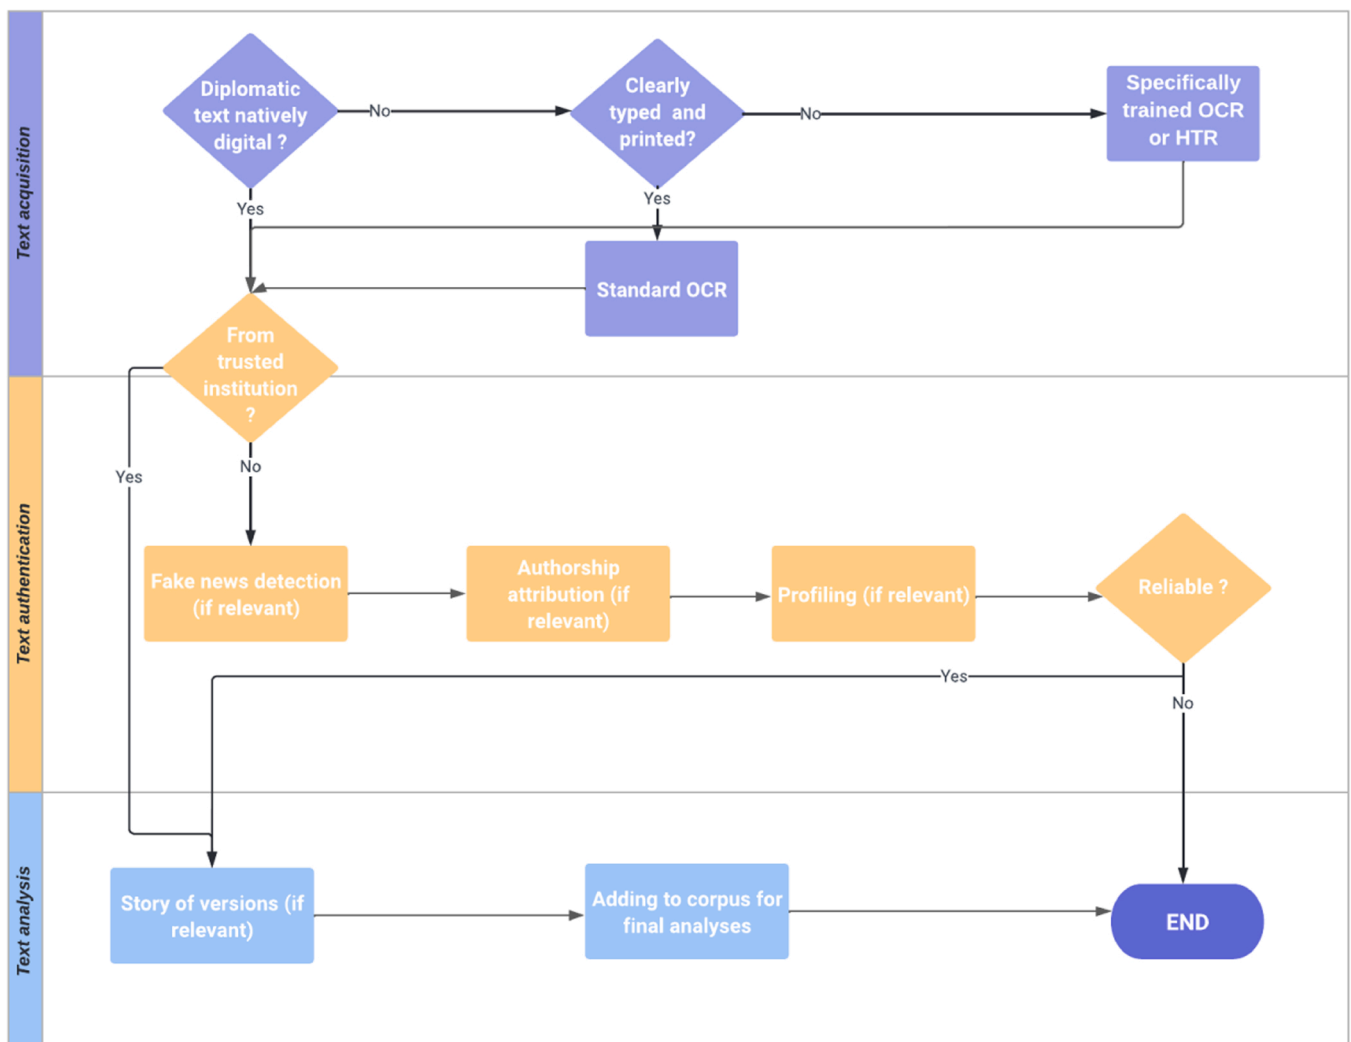 Text acquisition
Diplomatic
text natively
digital ?
No
Clearly
typed and
printed?
No
Specifically
trained OCR
or HTR
Yes
Yes
Standard OCR
From
trusted
institution
?
Text authentication
Yes
No
Fake news detection
(if relevant)
Authorship
attribution (if
relevant)
Profiling (if relevant)
Reliable ?
Yes
No
Text analysis
Story of versions (if
relevant)
Adding to corpus for
final analyses
END